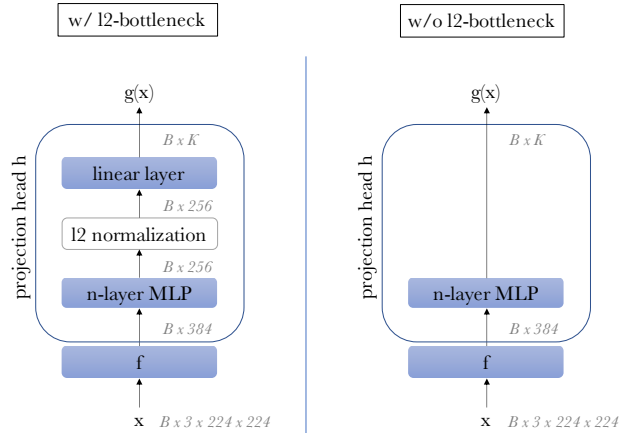 w/ l2-bottleneck
g(x)
B x K
linear layer
B x 256
l2 normalization
B x 256
n-layer MLP
B x 384
f
x B x 3 x 224 x 224
projection head h
w/o l2-bottleneck
g(x)
B x K
n-layer MLP
B x 384
f
x B x 3 x 224 x 224
projection head h